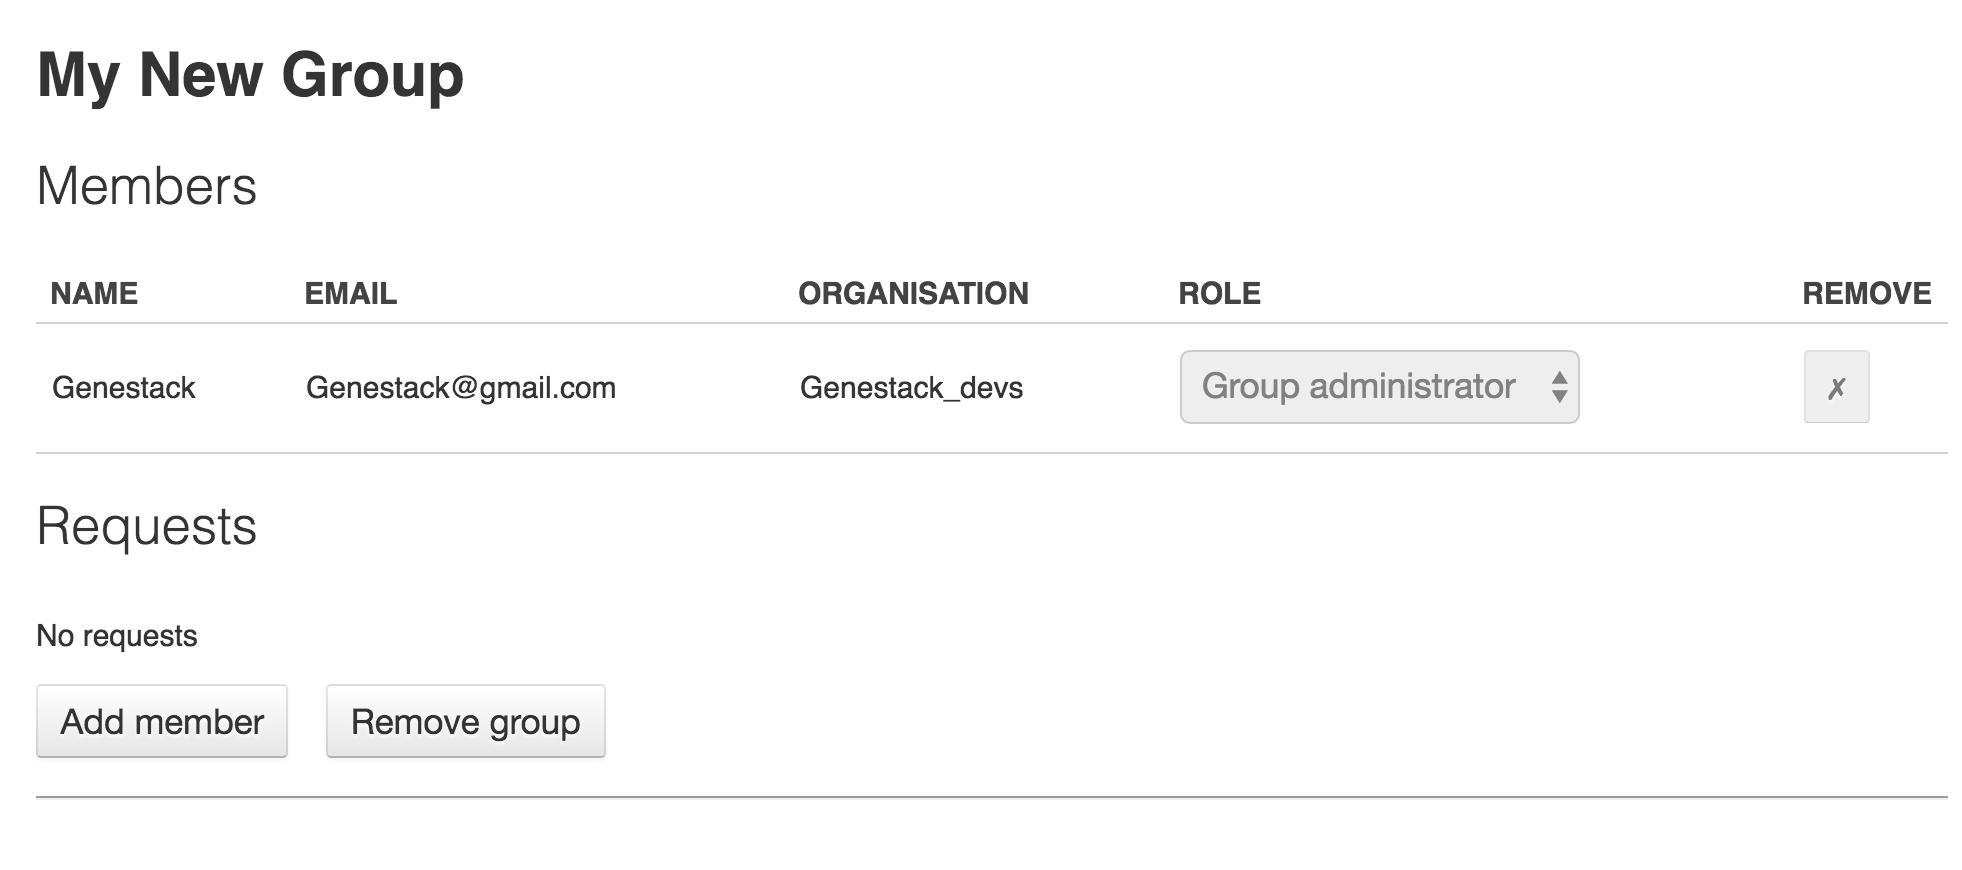 My New Group
Members
NAME EMAIL ORGANISATION ROLE REMOVE
Genestack Genestack@gmail.com Genestack_devs Group administrator ✗
Requests
No requests
Add member Remove group